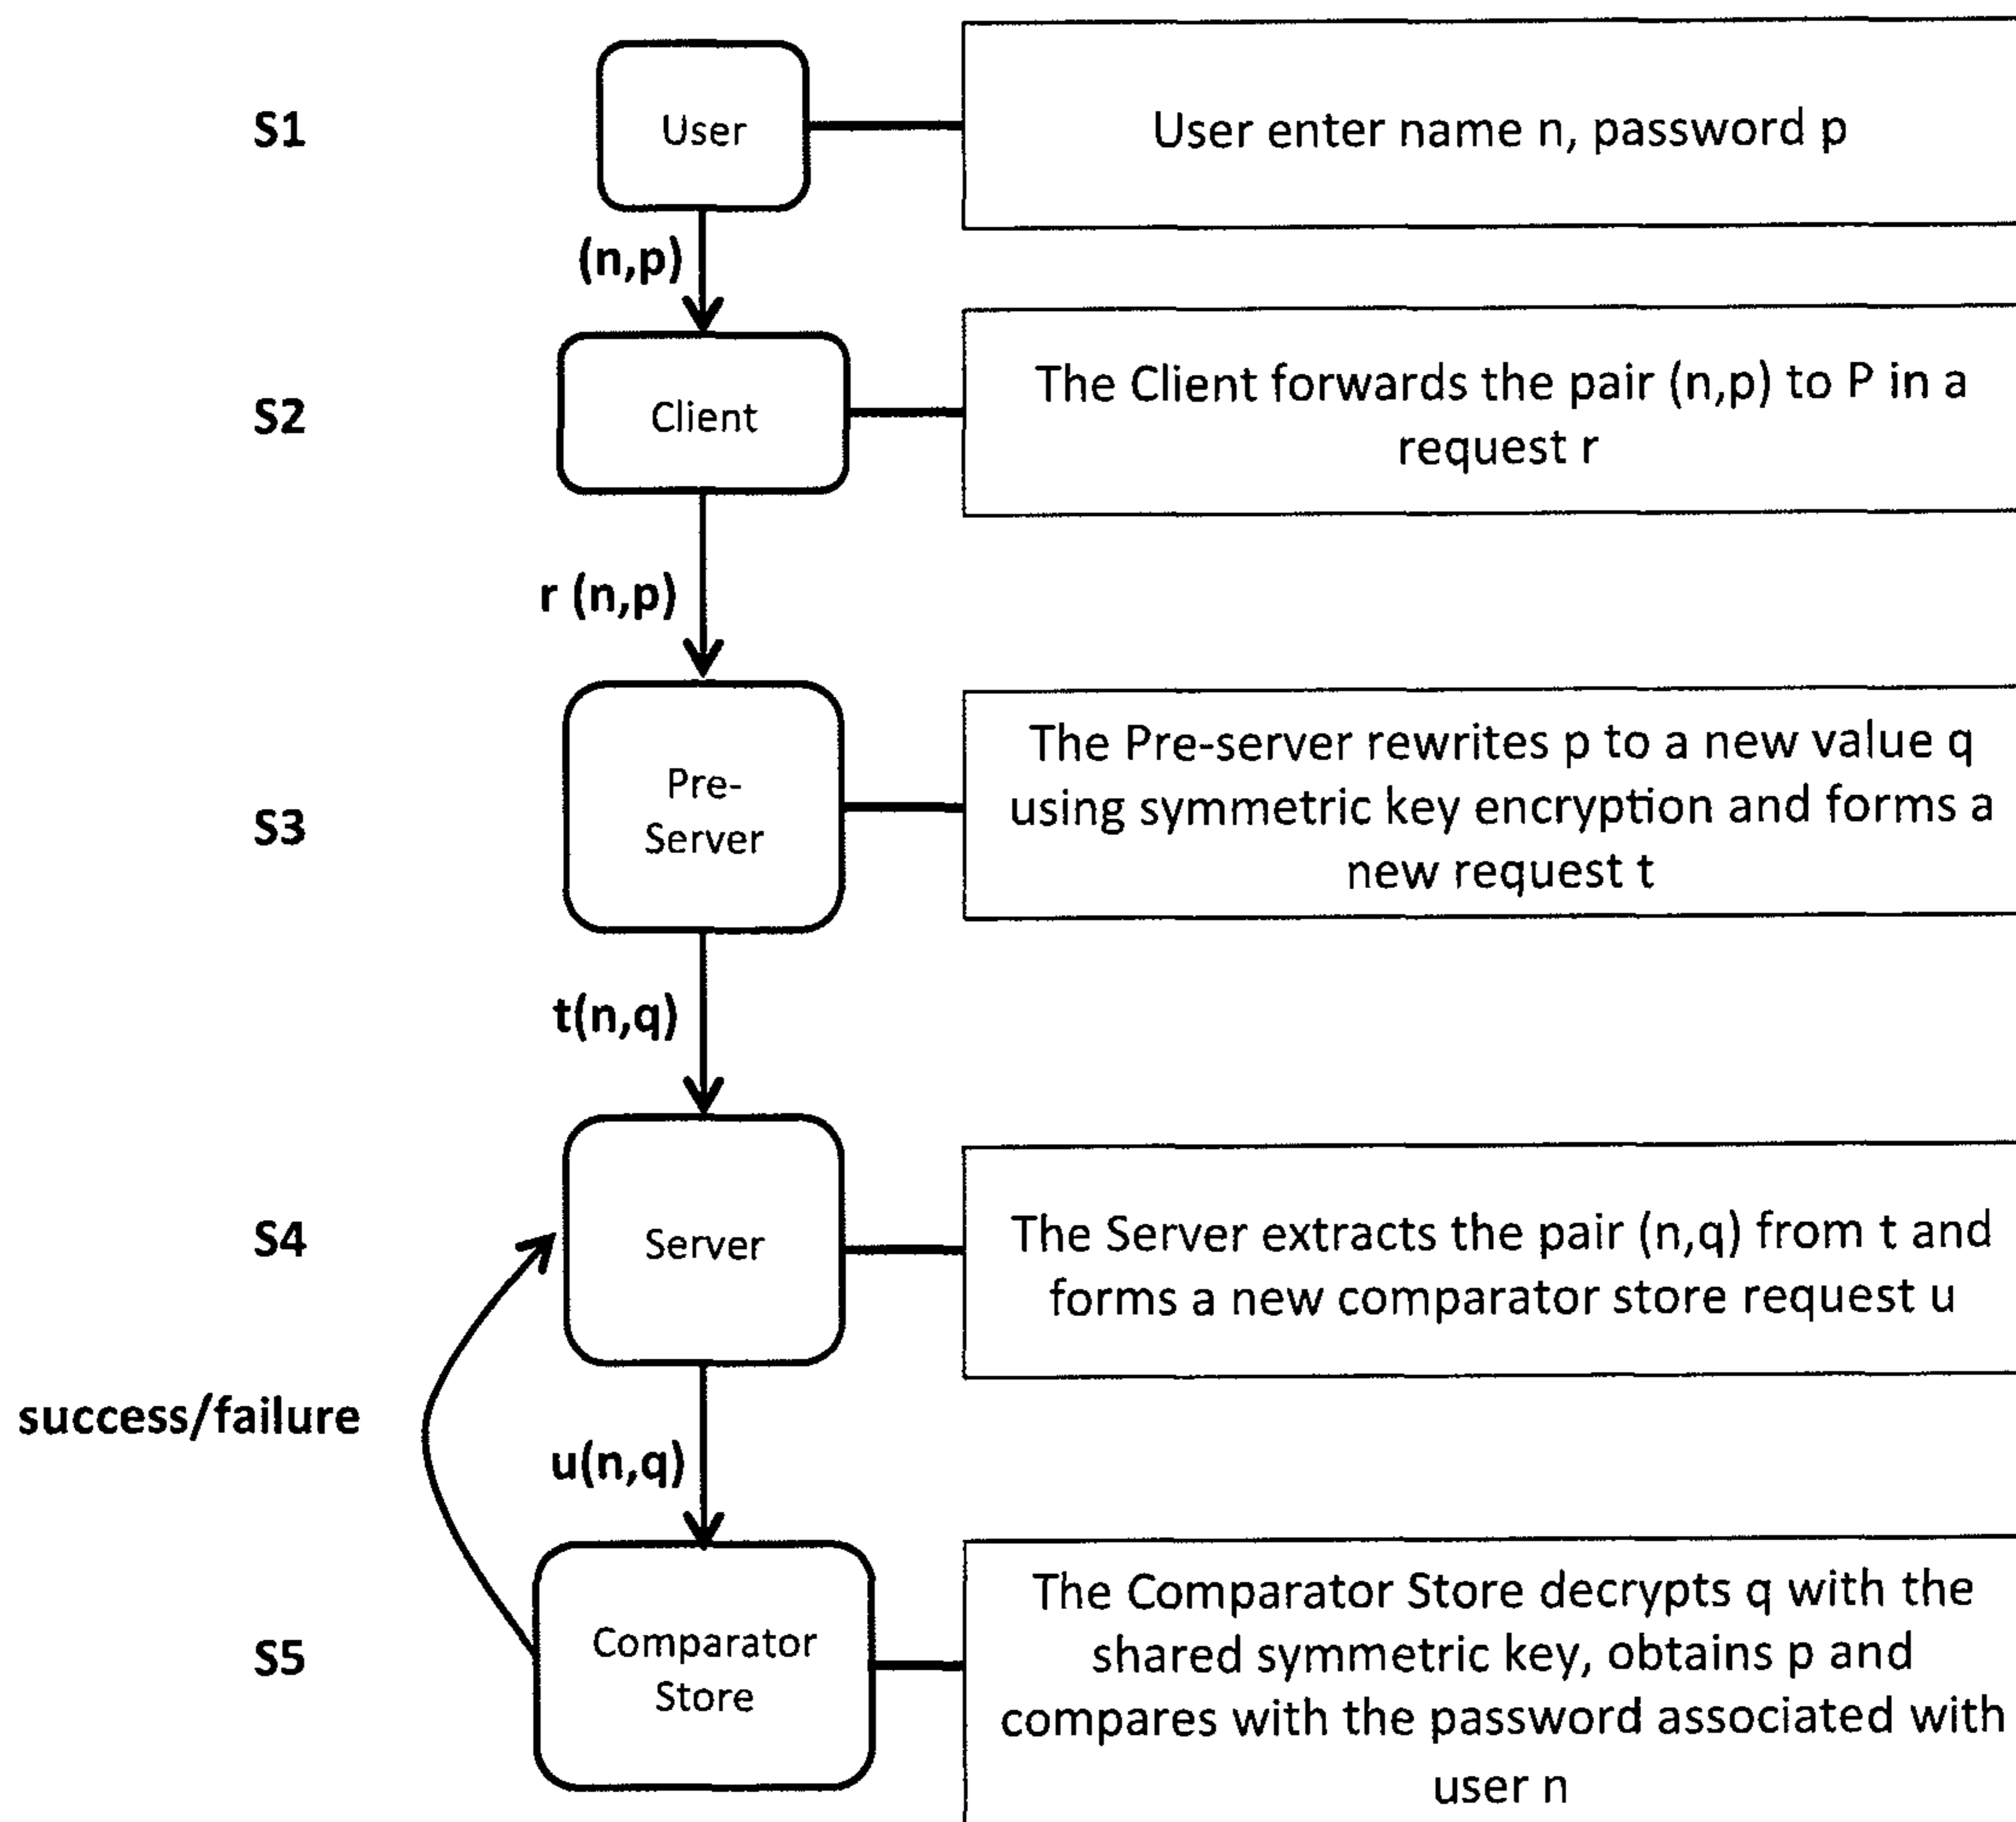 S1
User
User enter name n, password p
(n,p)
S2
Client
The Client forwards the pair (n,p) to P in a
request r
r (n,p)
S3
Pre-
Server
The Pre-server rewrites p to a new value q
using symmetric key encryption and forms a
new request t
t(n,q)
S4
Server
The Server extracts the pair (n,q) from t and
forms a new comparator store request u
success/failure
u(n,q)
S5
Comparator
Store
The Comparator Store decrypts q with the
shared symmetric key, obtains p and
compares with the password associated with
user n